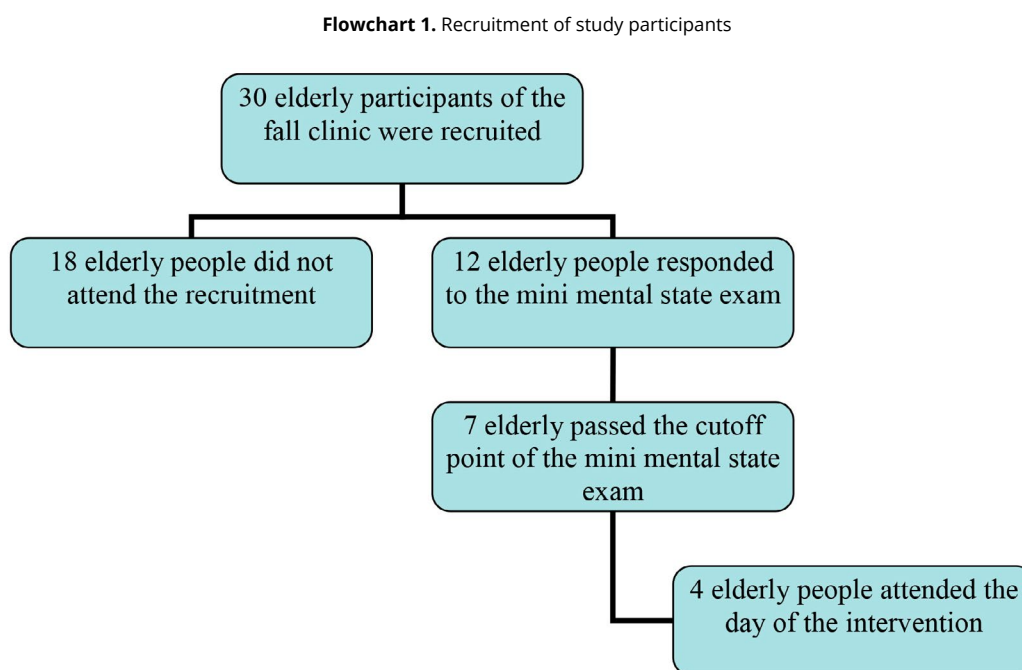 Flowchart 1. Recruitment of study participants
30 elderly participants of the
fall clinic were recruited
18 elderly people did not
attend the recruitment
12 elderly people responded
to the mini mental state exam
7 elderly passed the cutoff
point of the mini mental state
exam
4 elderly people attended the
day of the intervention